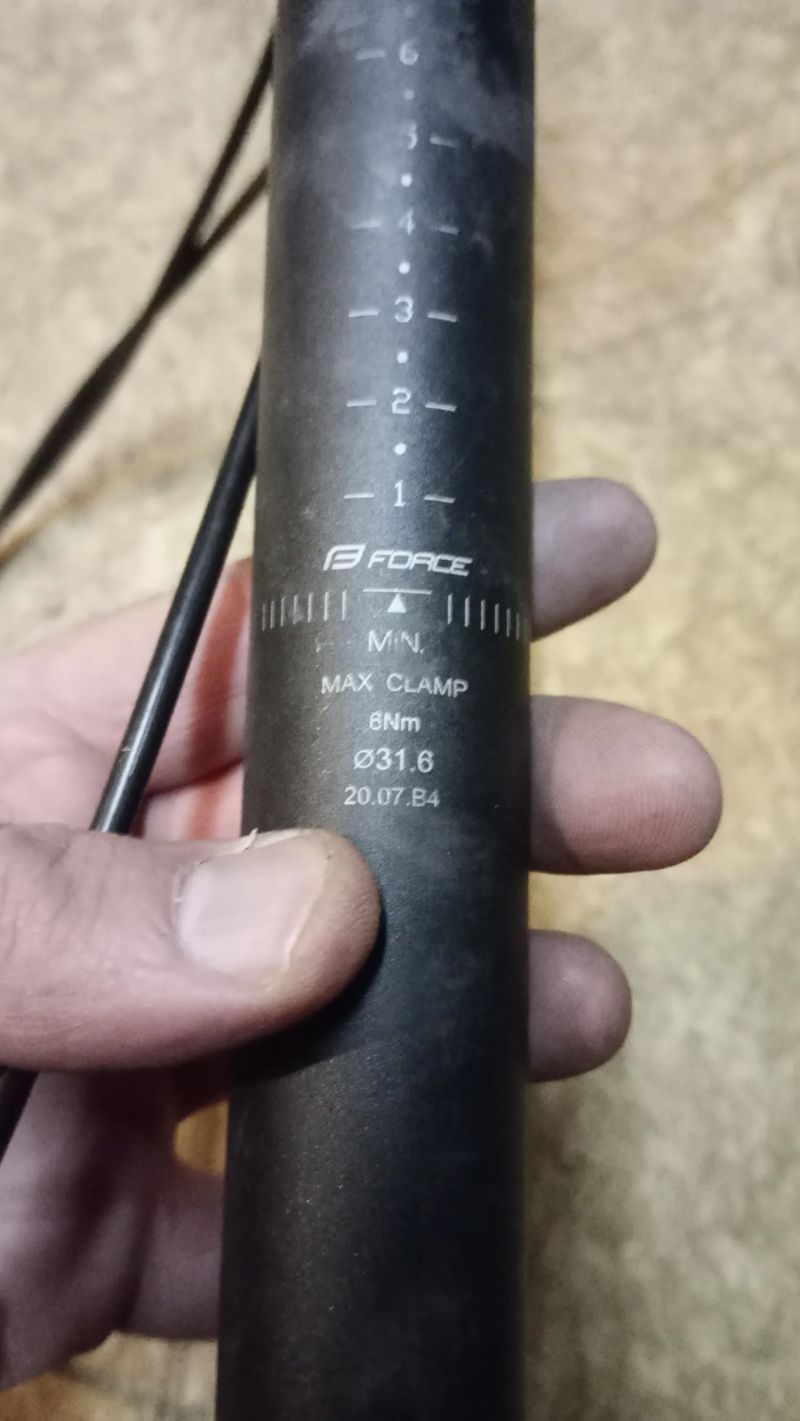 – 6
5 –
– 4 –
– 3 –
– 2 –
– 1 –
FORCE
MIN.
MAX CLAMP
6Nm
Ø31.6
20.07.B4